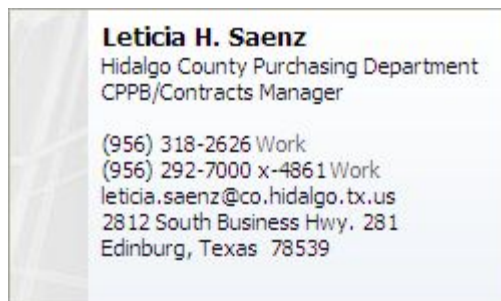 Leticia H. Saenz
Hidalgo County Purchasing Department
CPPB/Contracts Manager
(956) 318-2626 Work
(956) 292-7000 x-4861 Work
leticia.saenz@co.hidalgo.tx.us
2812 South Business Hwy. 281
Edinburg, Texas 78539